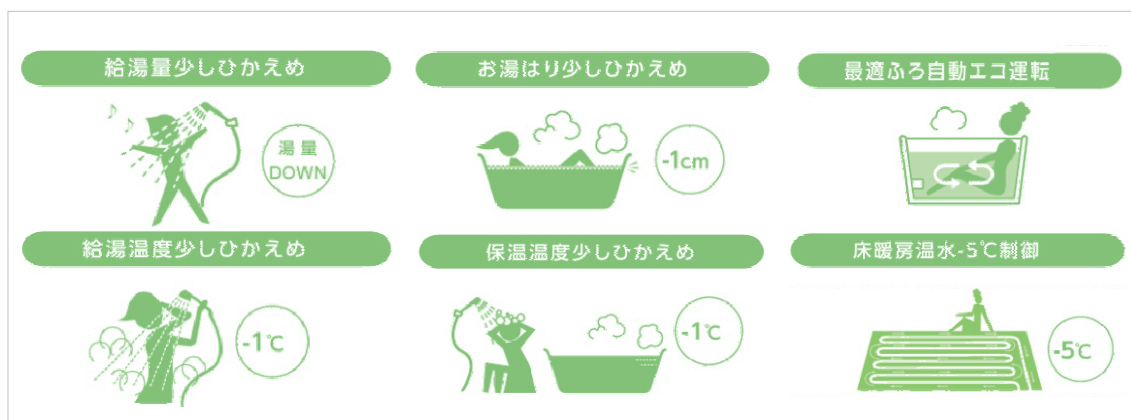 給湯量少しひかえめ
湯量
DOWN
お湯はり少しひかえめ
-1cm
最適ふろ自動エコ運転
給湯温度少しひかえめ
-1℃
保温温度少しひかえめ
-1℃
床暖房温水-5℃制御
-5℃